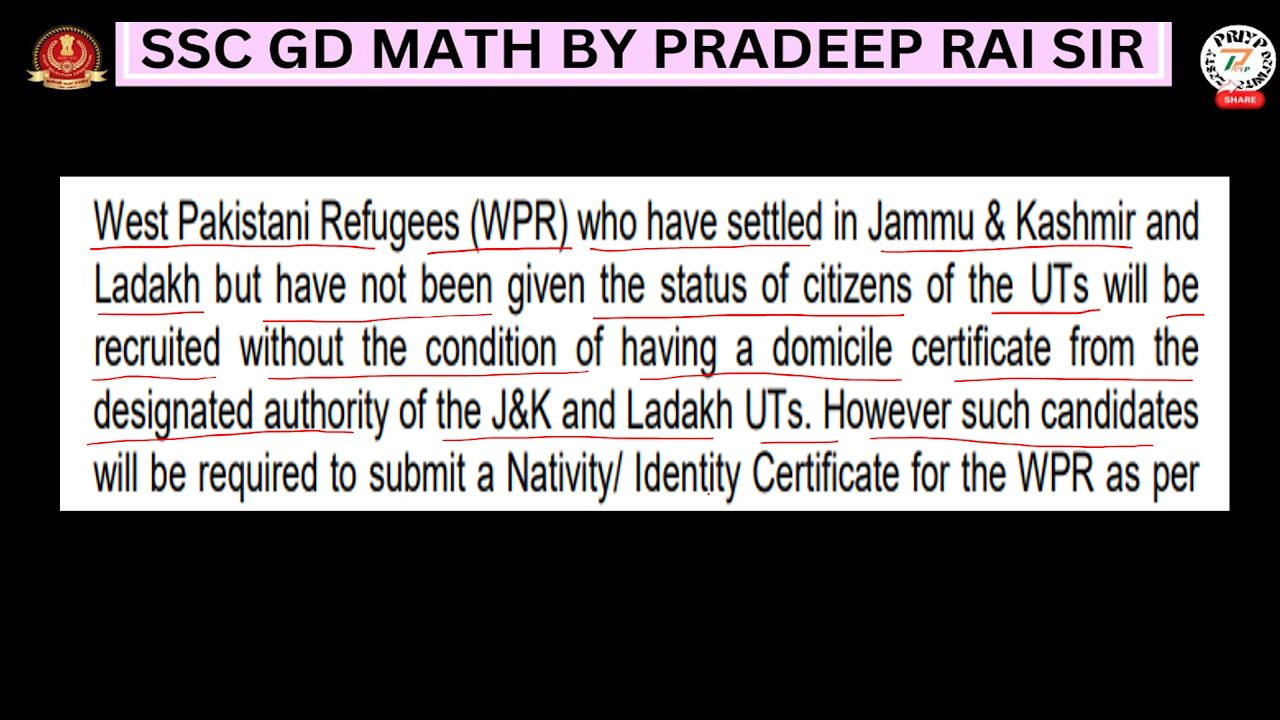 SSC GD MATH BY PRADEEP RAI SIR
SHARE
West Pakistani Refugees (WPR) who have settled in Jammu & Kashmir and
Ladakh but have not been given the status of citizens of the UTs will be
recruited without the condition of having a domicile certificate from the
designated authority of the J&K and Ladakh UTs. However such candidates
will be required to submit a Nativity/ Identity Certificate for the WPR as per